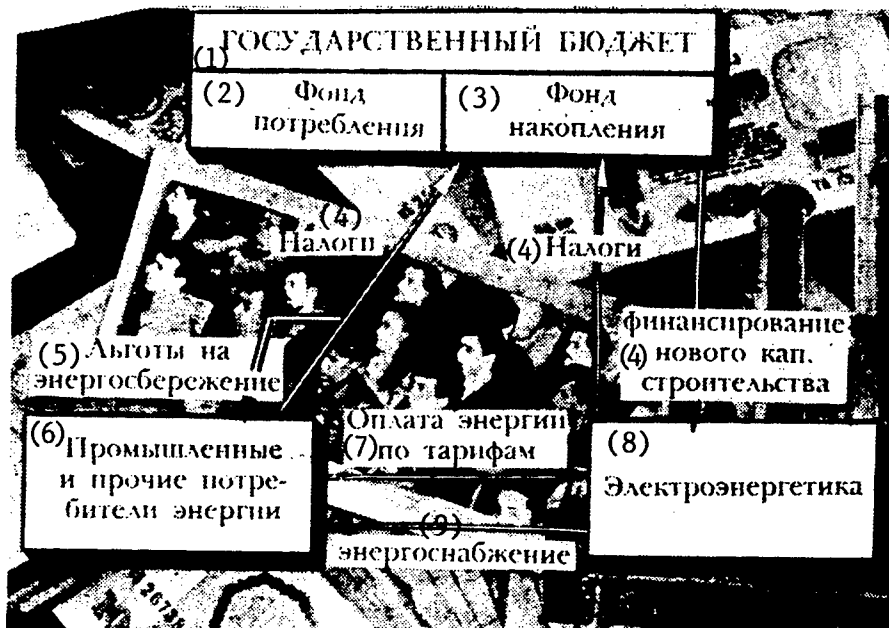 (1) ГОСУДАРСТВЕННЫЙ БЮДЖЕТ
(2) Фонд
потребления
(3) Фонд
накопления
(4)
Налоги
(4) Налоги
(5) Льготы на
энергосбережение
финансирование
(4) нового кап.
строительства
(6) Промышленные
и прочие потре-
бители энергии
Оплата энергии
(7) по тарифам
(8)
Электроэнергетика
(9)
энергоснабжение
26798